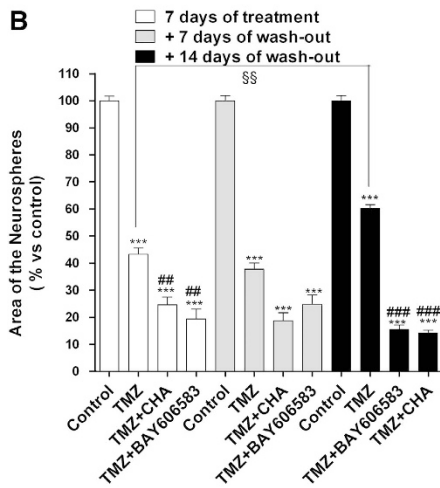 B
7 days of treatment
+ 7 days of wash-out
+ 14 days of wash-out
Area of the Neurospheres
( % vs control)
110
100
90
80
70
60
50
40
30
20
10
0
§§
***
##
***
##
***
***
***
***
***
###
***
###
***
Control
TMZ
TMZ+CHA
TMZ+BAY606583
Control
TMZ
TMZ+CHA
TMZ+BAY606583
Control
TMZ
TMZ+BAY606583
TMZ+CHA